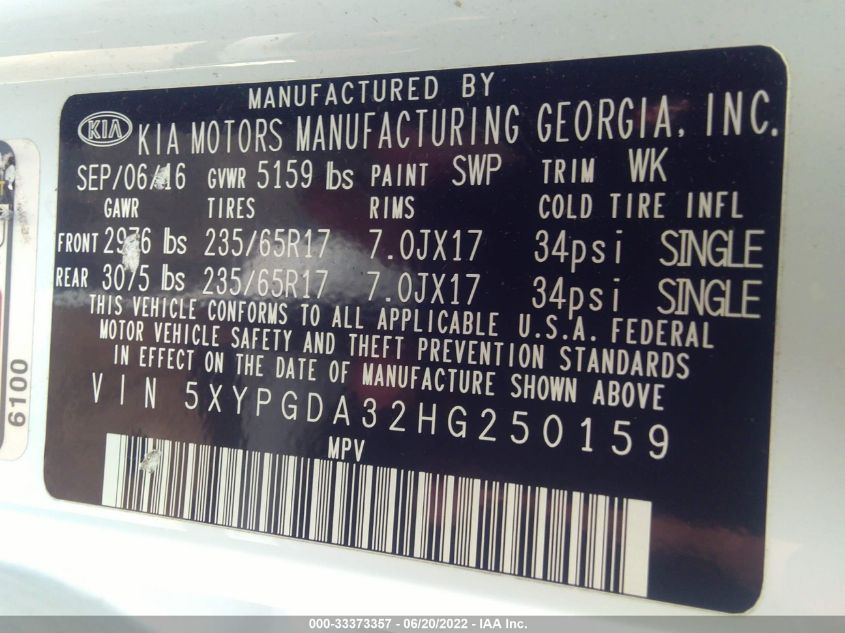 MANUFACTURED BY
KIA KIA MOTORS MANUFACTURING GEORGIA, INC.
SEP/06/16 GVWR 5159 lbs PAINT SWP TRIM WK
GAWR TIRES RIMS COLD TIRE INFL
FRONT 2976 lbs 235/65R17 7.0JX17 34psi SINGLE
REAR 3075 lbs 235/65R17 7.0JX17 34psi SINGLE
THIS VEHICLE CONFORMS TO ALL APPLICABLE U.S.A. FEDERAL
MOTOR VEHICLE SAFETY AND THEFT PREVENTION STANDARDS
IN EFFECT ON THE DATE OF MANUFACTURE SHOWN ABOVE
VIN 5XYPGDA32HG250159
MPV
6100
000-33373357 - 06/20/2022 - IAA Inc.